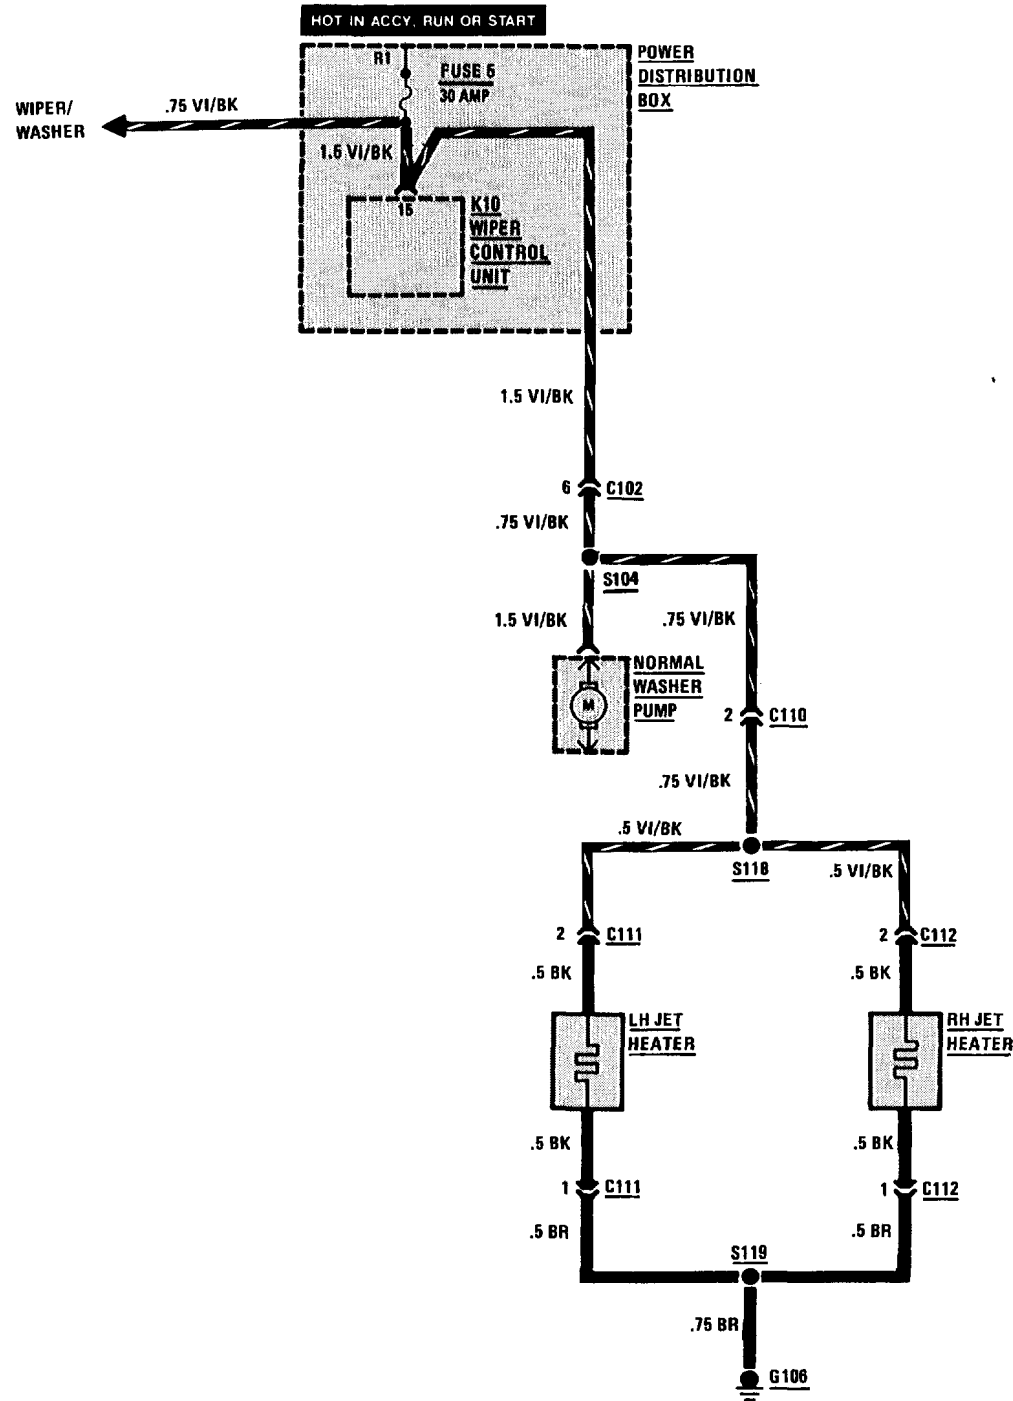 HOT IN ACCY, RUN OR START
R1
FUSE 5
30 AMP
POWER
DISTRIBUTION
BOX
WIPER/
WASHER
.75 VI/BK
1.5 VI/BK
15
K10
WIPER
CONTROL
UNIT
1.5 VI/BK
6 C102
.75 VI/BK
S104
1.5 VI/BK
.75 VI/BK
NORMAL
WASHER
PUMP
M
2 C110
.75 VI/BK
.5 VI/BK
S118
.5 VI/BK
2 C111
2 C112
.5 BK
.5 BK
LH JET
HEATER
RH JET
HEATER
.5 BK
.5 BK
1 C111
1 C112
.5 BR
.5 BR
S119
.75 BR
G106